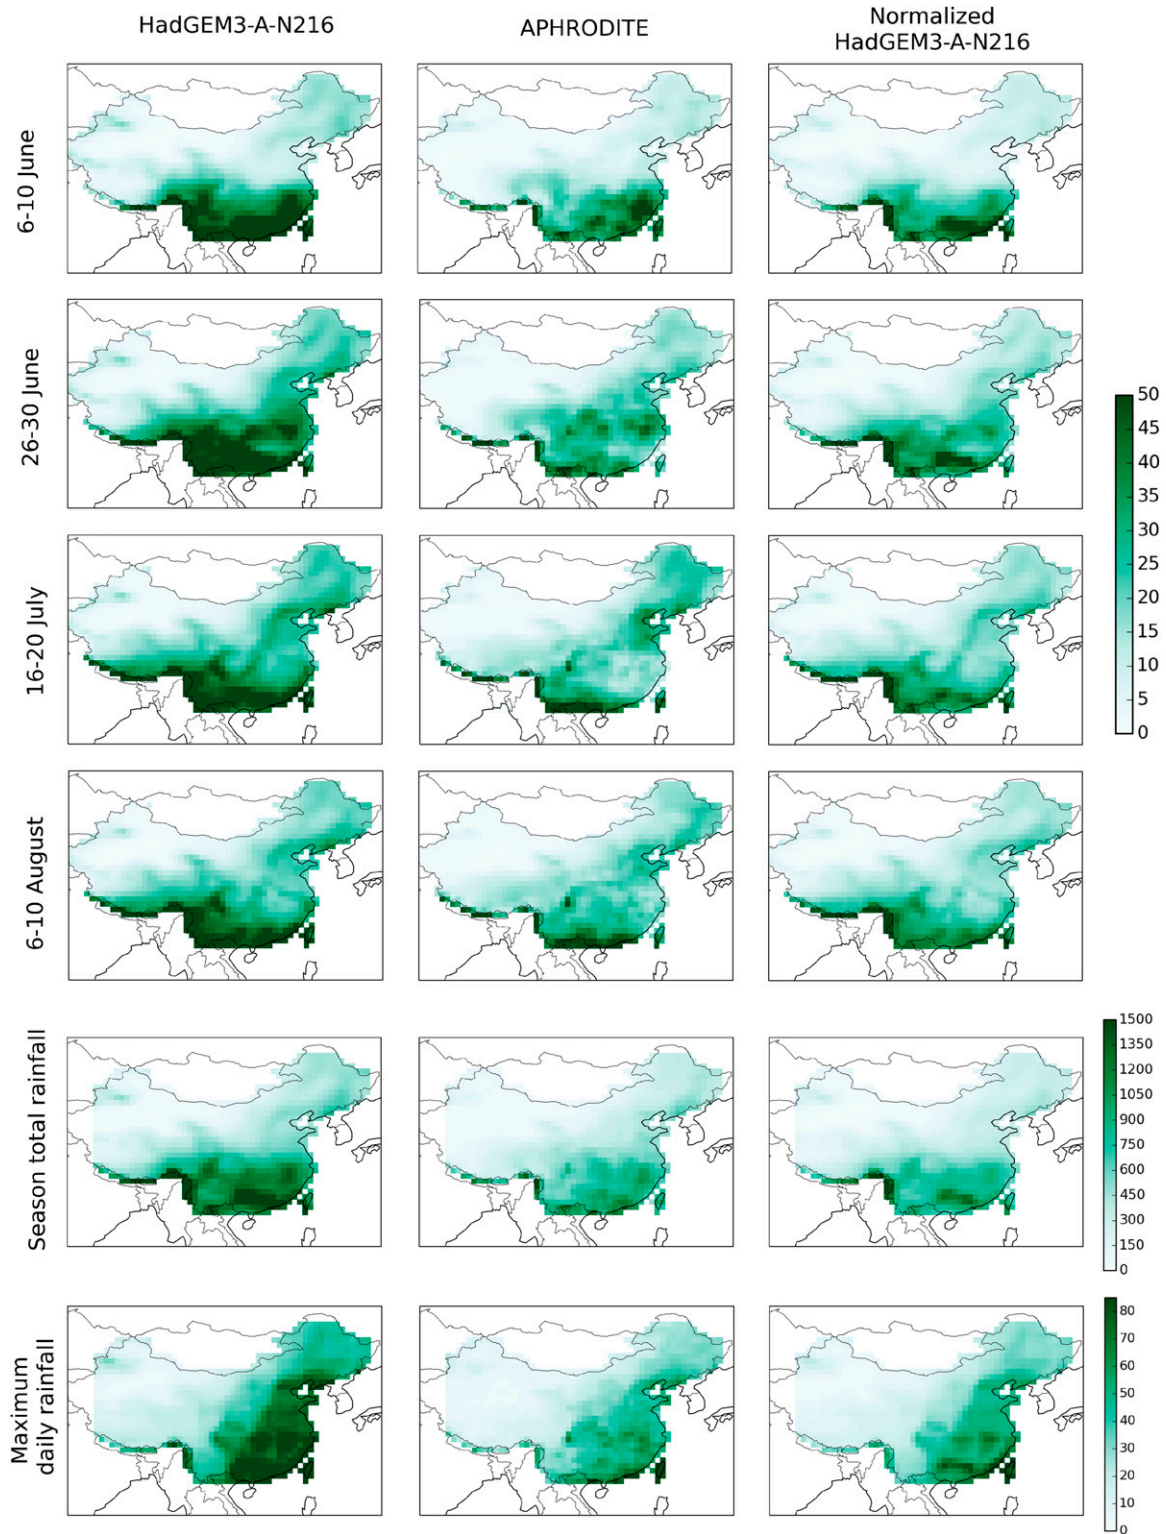 HadGEM3-A-N216
APHRODITE
Normalized
HadGEM3-A-N216
6-10 June
26-30 June
50
45
40
35
30
25
20
15
10
5
0
16-20 July
6-10 August
Season total rainfall
1500
1350
1200
1050
900
750
600
450
300
150
0
Maximum
daily rainfall
80
70
60
50
40
30
20
10
0